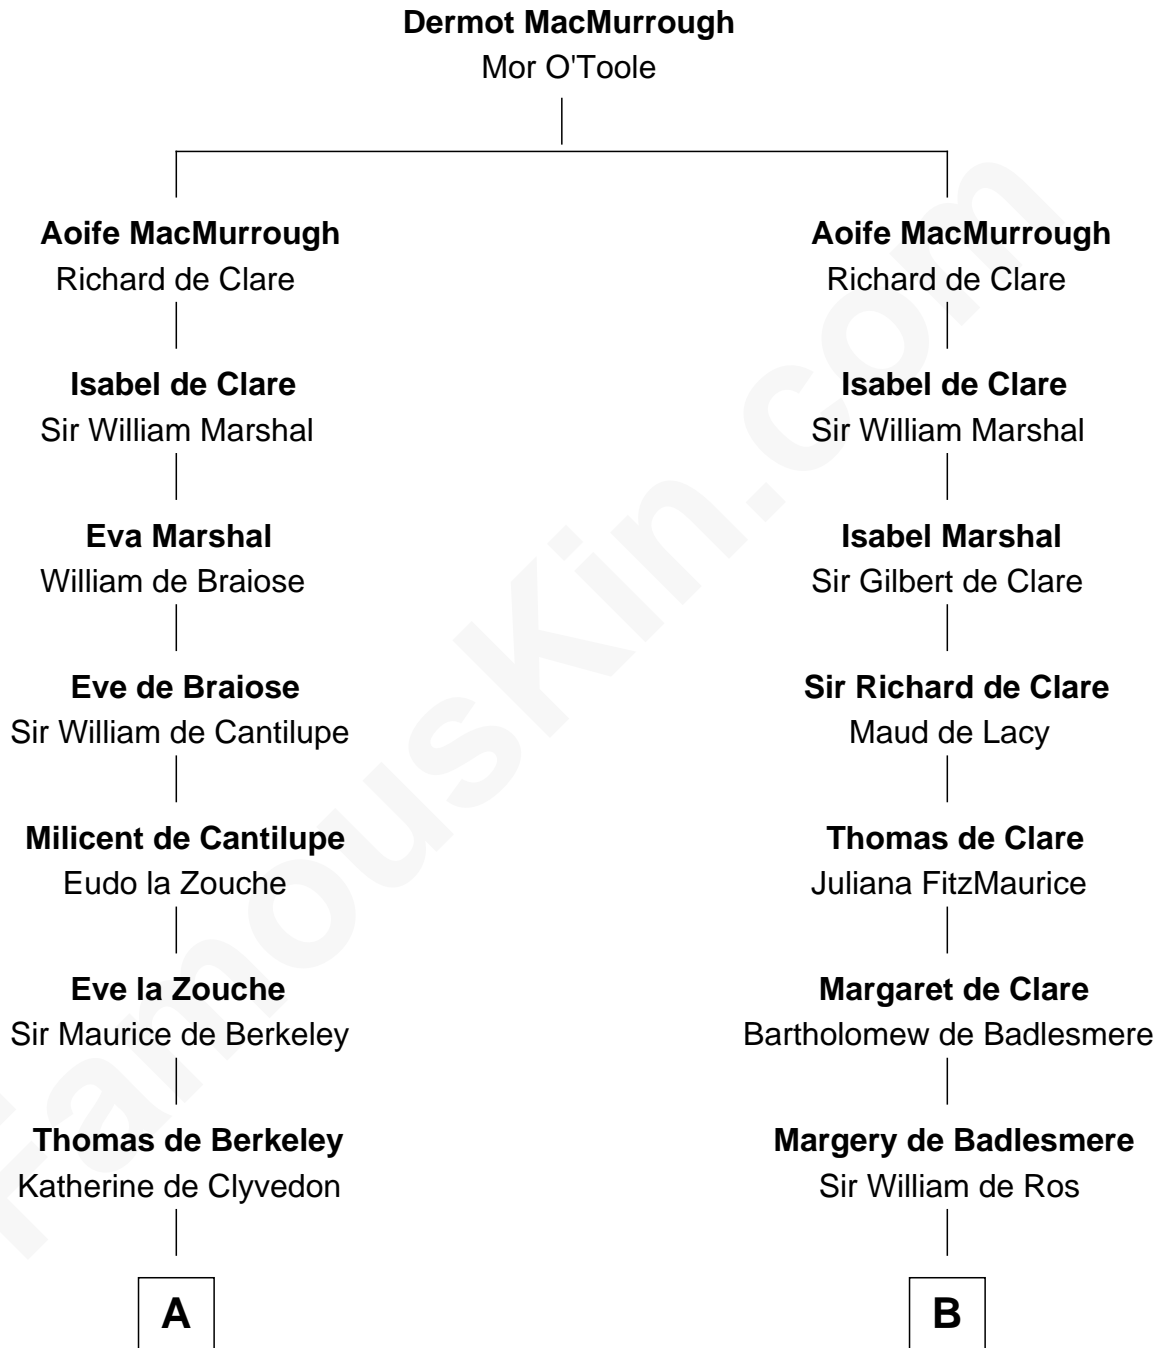 Dermot MacMurrough
Mor O'Toole
Aoife MacMurrough
Richard de Clare
Isabel de Clare
Sir William Marshal
Eva Marshal
William de Braiose
Eve de Braiose
Sir William de Cantilupe
Milicent de Cantilupe
Eudo la Zouche
Eve la Zouche
Sir Maurice de Berkeley
Thomas de Berkeley
Katherine de Clyvedon
A
Aoife MacMurrough
Richard de Clare
Isabel de Clare
Sir William Marshal
Isabel Marshal
Sir Gilbert de Clare
Sir Richard de Clare
Maud de Lacy
Thomas de Clare
Juliana FitzMaurice
Margaret de Clare
Bartholomew de Badlesmere
Margery de Badlesmere
Sir William de Ros
B
FamousKin.com